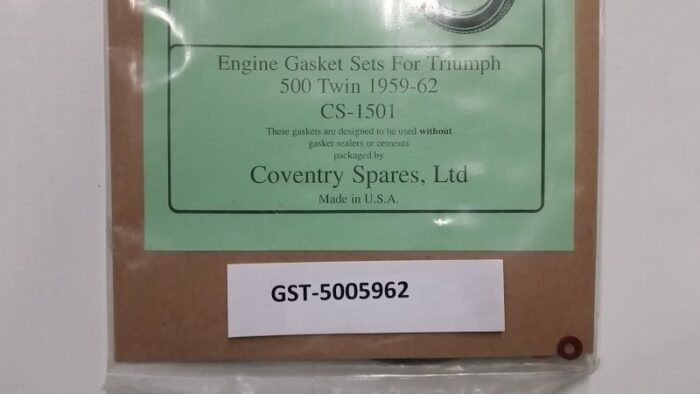 Engine Gasket Sets For Triumph
500 Twin 1959-62
CS-1501
These gaskets are designed to be used without
gasket sealers or cements
packaged by
Coventry Spares, Ltd
Made in U.S.A.
GST-5005962